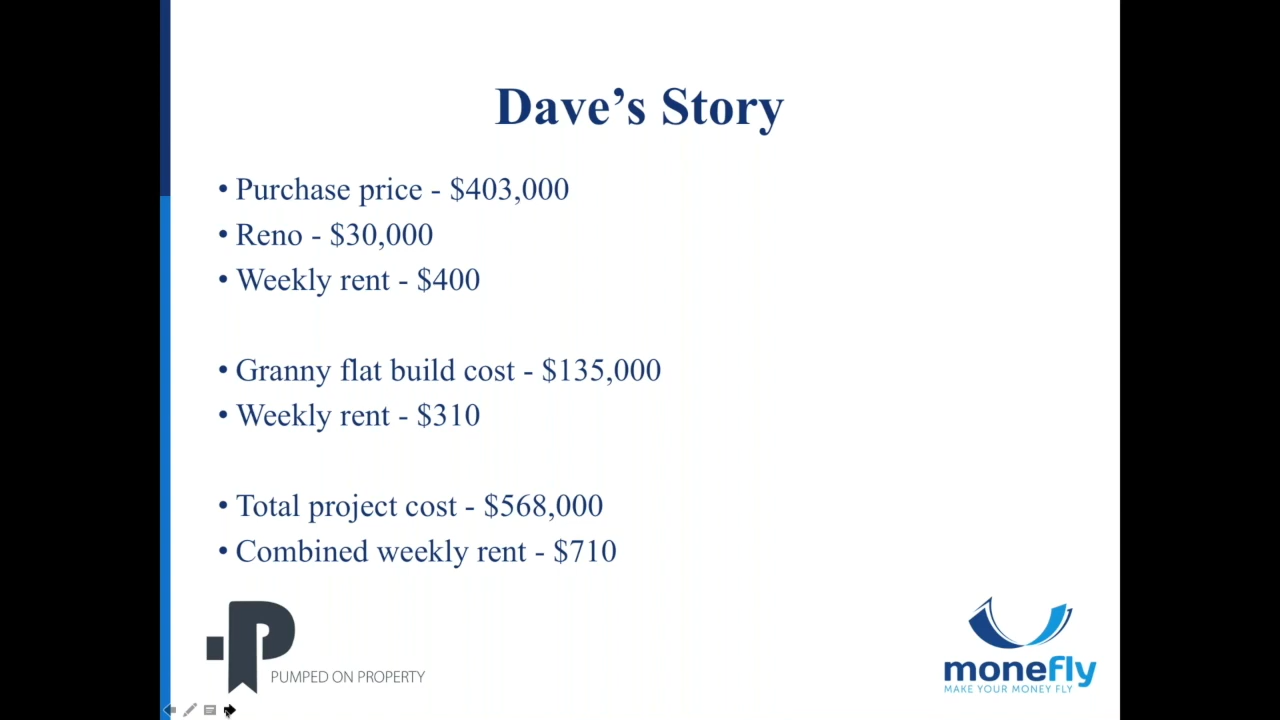 Dave’s Story
• Purchase price - $403,000
• Reno - $30,000
• Weekly rent - $400
• Granny flat build cost - $135,000
• Weekly rent - $310
• Total project cost - $568,000
• Combined weekly rent - $710
P
PUMPED ON PROPERTY
monefly
MAKE YOUR MONEY FLY